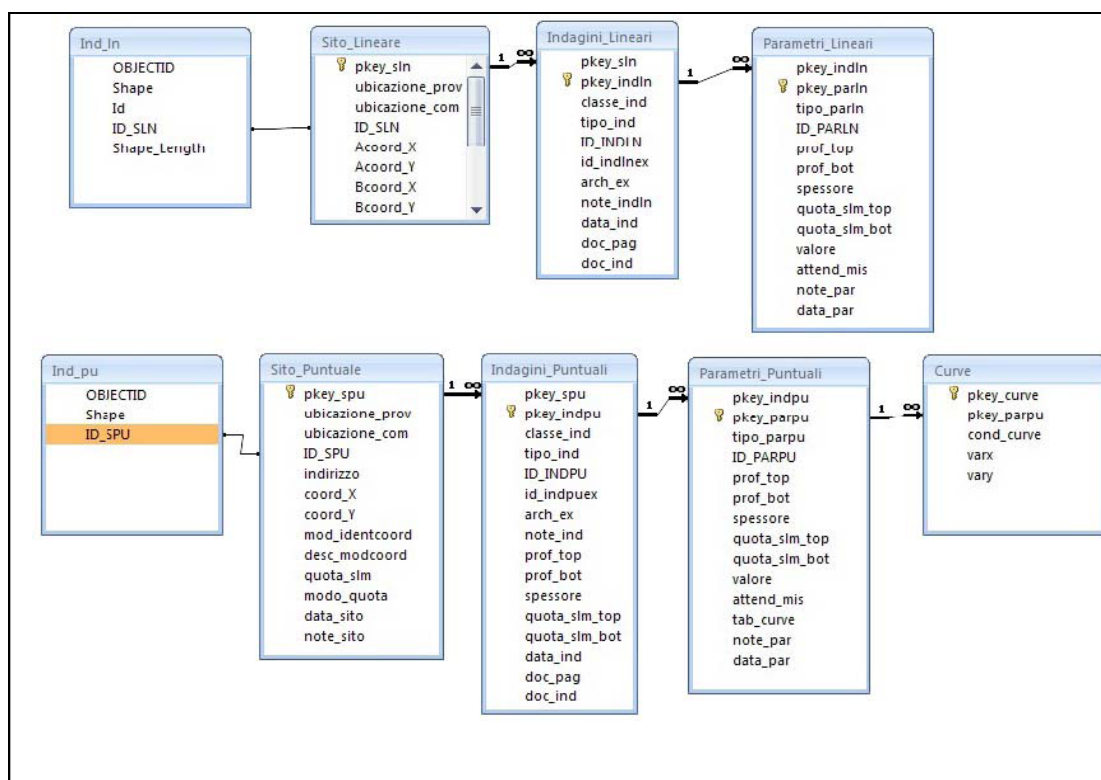 Ind_ln
OBJECTID
Shape
Id
ID_SLN
Shape_Length
Sito_Lineare
pkey_sln
ubicazione_prov
ubicazione_com
ID_SLN
Acoord_X
Acoord_Y
Bcoord_X
Bcoord_Y
1 ∞
Indagini_Lineari
pkey_sln
pkey_indln
classe_ind
tipo_ind
ID_INDLN
id_indlnex
arch_ex
note_indln
data_ind
doc_pag
doc_ind
1 ∞
Parametri_Lineari
pkey_indln
pkey_parln
tipo_parln
ID_PARLN
prof_top
prof_bot
spessore
quota_slm_top
quota_slm_bot
valore
attend_mis
note_par
data_par
Ind_pu
OBJECTID
Shape
ID_SPU
Sito_Puntuale
pkey_spu
ubicazione_prov
ubicazione_com
ID_SPU
indirizzo
coord_X
coord_Y
mod_identcoord
desc_modcoord
quota_slm
modo_quota
data_sito
note_sito
1 ∞
Indagini_Puntuali
pkey_spu
pkey_indpu
classe_ind
tipo_ind
ID_INDPU
id_indpuex
arch_ex
note_ind
prof_top
prof_bot
spessore
quota_slm_top
quota_slm_bot
data_ind
doc_pag
doc_ind
1 ∞
Parametri_Puntuali
pkey_indpu
pkey_parpu
tipo_parpu
ID_PARPU
prof_top
prof_bot
spessore
quota_slm_top
quota_slm_bot
valore
attend_mis
tab_curve
note_par
data_par
1 ∞
Curve
pkey_curve
pkey_parpu
cond_curve
varx
vary